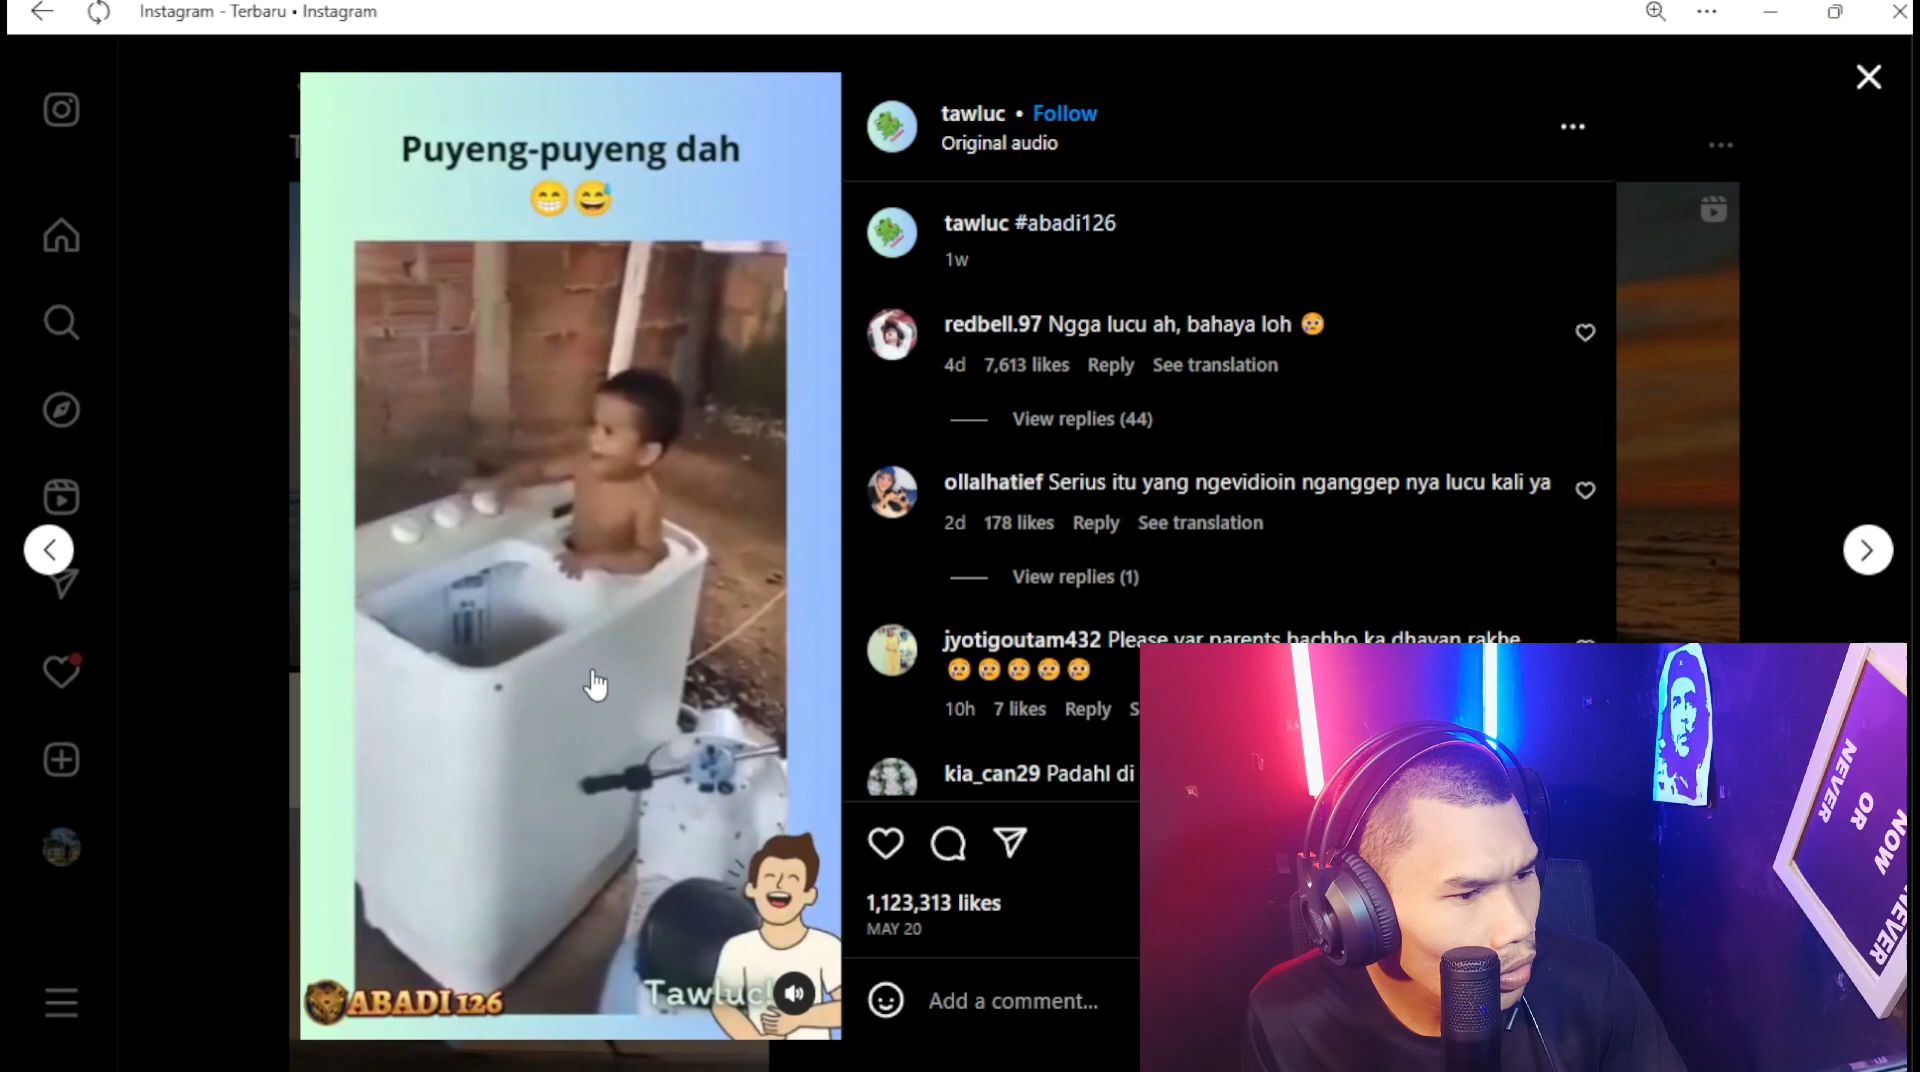 Instagram - Terbaru • Instagram
Puyeng-puyeng dah
😁😅
ABADI 126
Tawluc!
tawluc • Follow
Original audio
tawluc #abadi126
1w
redbell.97 Ngga lucu ah, bahaya loh 😢
4d 7,613 likes Reply See translation
View replies (44)
ollalhatief Serius itu yang ngevidioin nganggep nya lucu kali ya
2d 178 likes Reply See translation
View replies (1)
jyotigoutam432 Please yar parents bachho ka dhayan rakhe
😢😢😢😢😢
10h 7 likes Reply S
kia_can29 Padahl di
1,123,313 likes
MAY 20
Add a comment...
NEVER
OR
NOW
NEVER